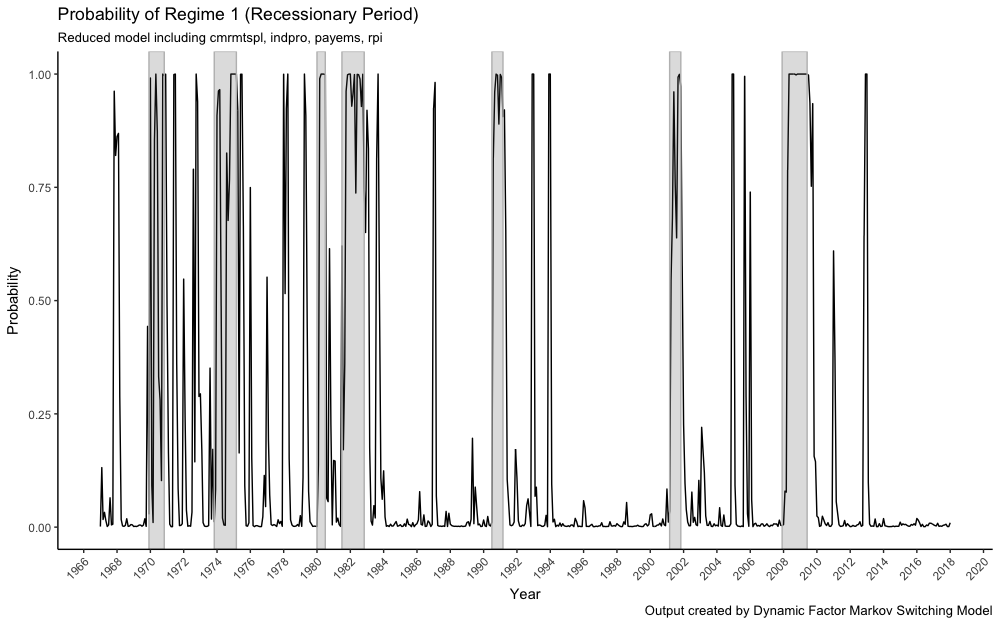 Probability of Regime 1 (Recessionary Period)
Reduced model including cmrmtspl, indpro, payems, rpi
1.00
0.75
0.50
0.25
0.00
Probability
1966 1968 1970 1972 1974 1976 1978 1980 1982 1984 1986 1988 1990 1992 1994 1996 1998 2000 2002 2004 2006 2008 2010 2012 2014 2016 2018 2020
Year
Output created by Dynamic Factor Markov Switching Model